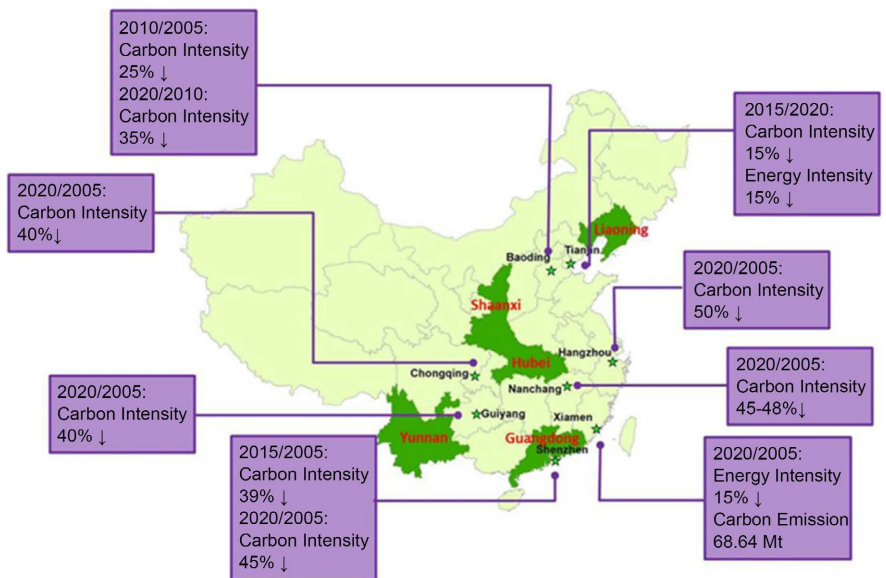 2010/2005:
Carbon Intensity
25% ↓
2020/2010:
Carbon Intensity
35% ↓
2015/2020:
Carbon Intensity
15% ↓
Energy Intensity
15% ↓
2020/2005:
Carbon Intensity
40%↓
Liaoning
Baoding
Tianjin
2020/2005:
Carbon Intensity
50% ↓
Shaanxi
Hangzhou
Hubei
Chongqing
Nanchang
2020/2005:
Carbon Intensity
45-48%↓
2020/2005:
Carbon Intensity
40% ↓
Guiyang
Xiamen
Yunnan
Guangdong
Shenzhen
2015/2005:
Carbon Intensity
39% ↓
2020/2005:
Carbon Intensity
45% ↓
2020/2005:
Energy Intensity
15% ↓
Carbon Emission
68.64 Mt